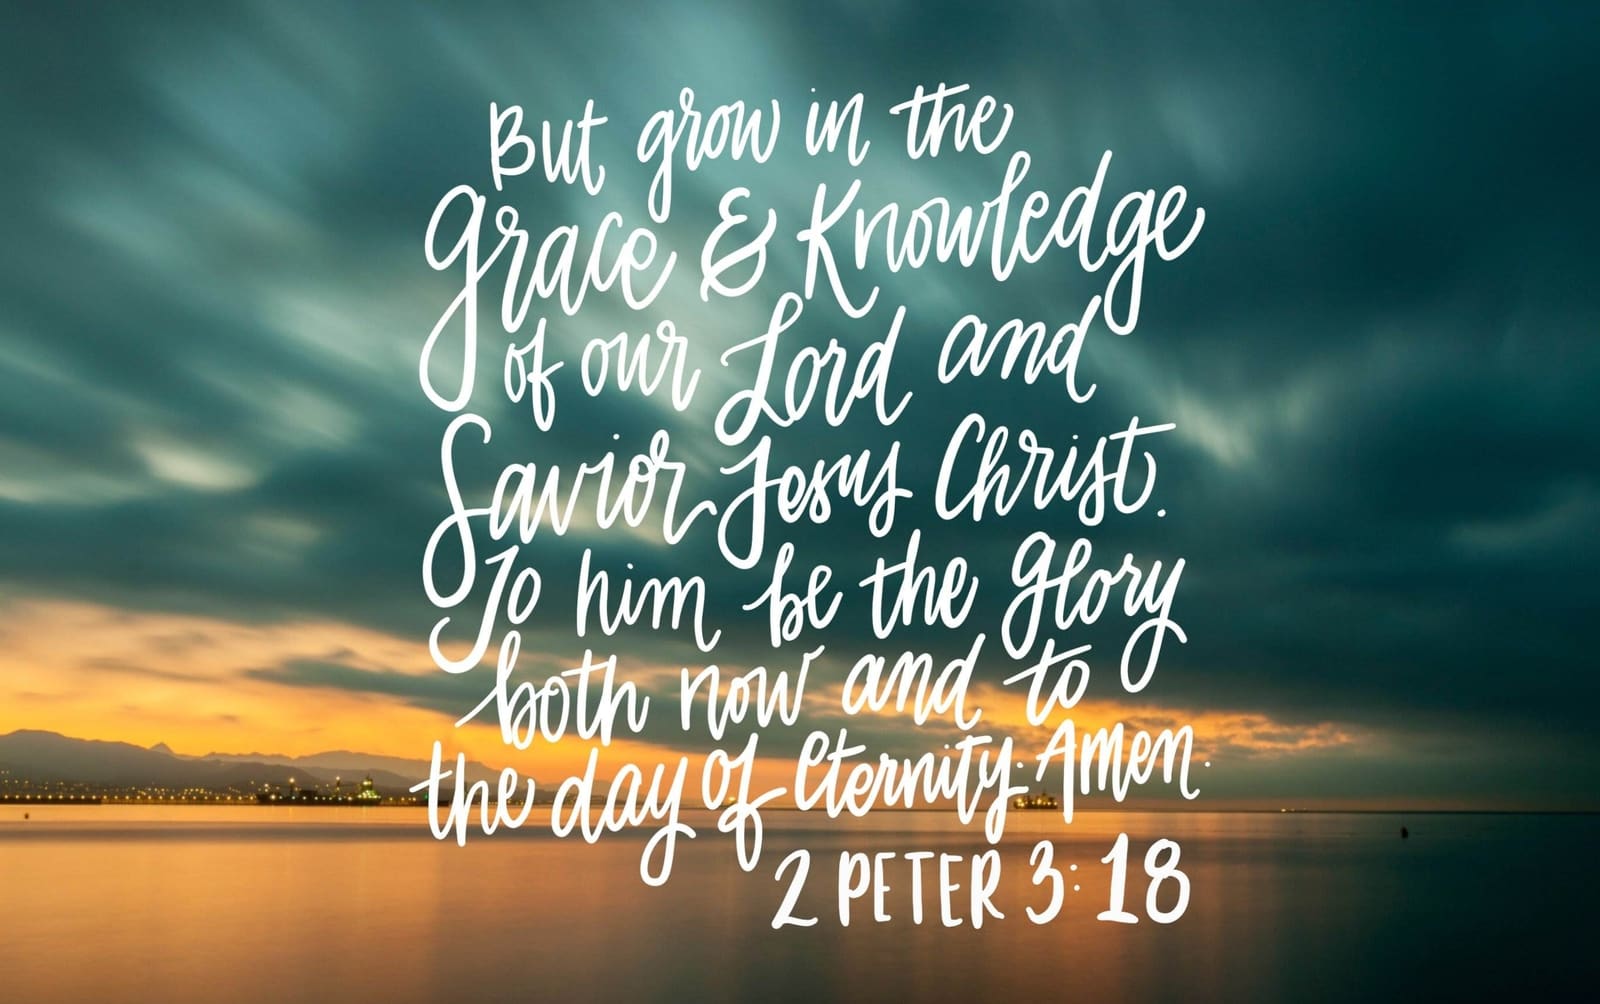 But grow in the
Grace & Knowledge
of our Lord and
Savior Jesus Christ.
To him be the Glory
both now and to
the day of eternity. Amen.
2 PETER 3:18